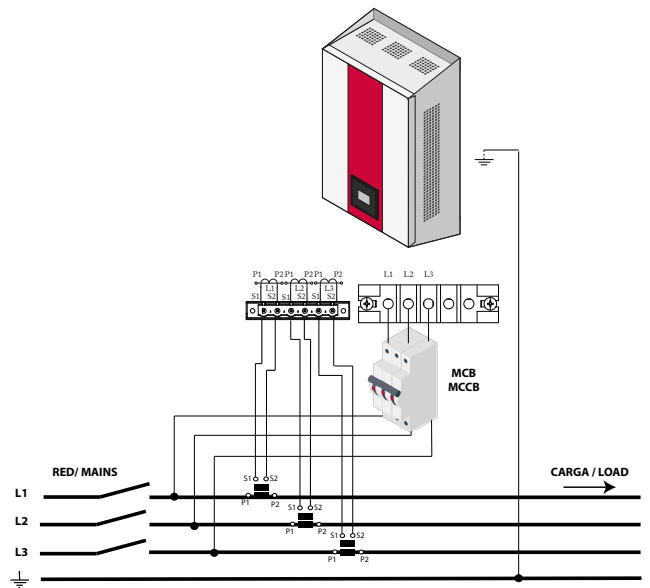 P1 P2 P1 P2 P1 P2
L1 L2 L3
S1 S2 S1 S2 S1 S2
L1 L2 L3
MCB
MCCB
RED/ MAINS
CARGA / LOAD
S1 S2
L1
P1 P2
S1 S2
L2
P1 P2
S1 S2
L3
P1 P2